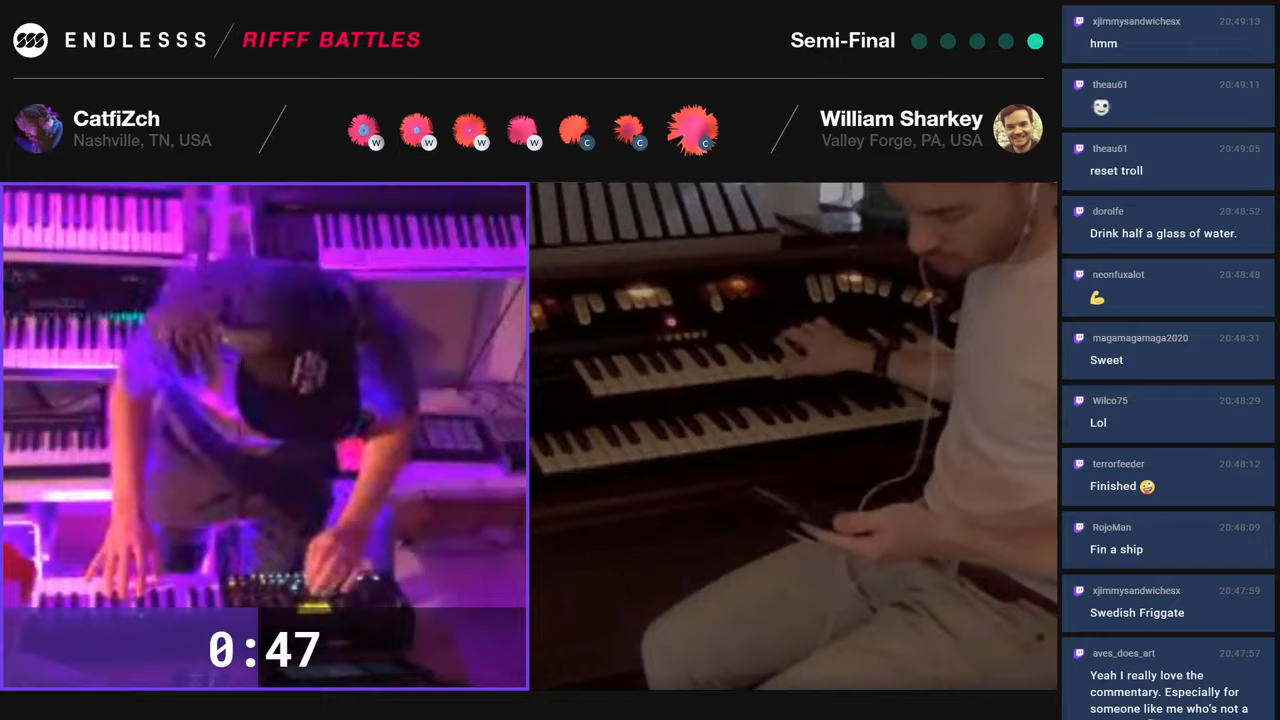 ENDLESSS
RIFFF BATTLES
Semi-Final
CatfiZch
Nashville, TN, USA
W
W
W
W
C
C
C
William Sharkey
Valley Forge, PA, USA
0:47
xjimmysandwichesx 20:49:13
hmm
theau61 20:49:11
theau61 20:49:05
reset troll
dorolfe 20:48:52
Drink half a glass of water.
neonfuxalot 20:48:48
magamagamaga2020 20:48:31
Sweet
Wilco75 20:48:29
Lol
terrorfeeder 20:48:12
Finished
RojoMan 20:48:09
Fin a ship
xjimmysandwichesx 20:47:59
Swedish Friggate
aves_does_art 20:47:57
Yeah I really love the
commentary. Especially for
someone like me who's not a